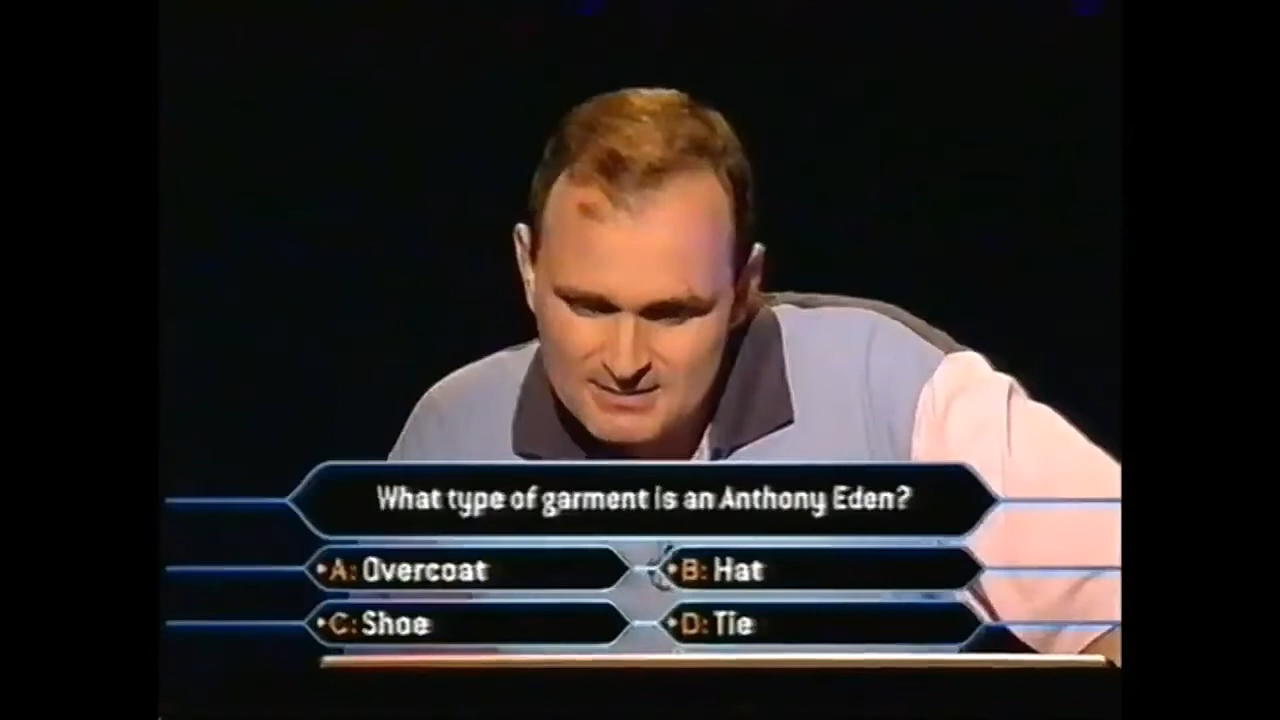 What type of garment is an Anthony Eden?
A: Overcoat
B: Hat
C: Shoe
D: Tie